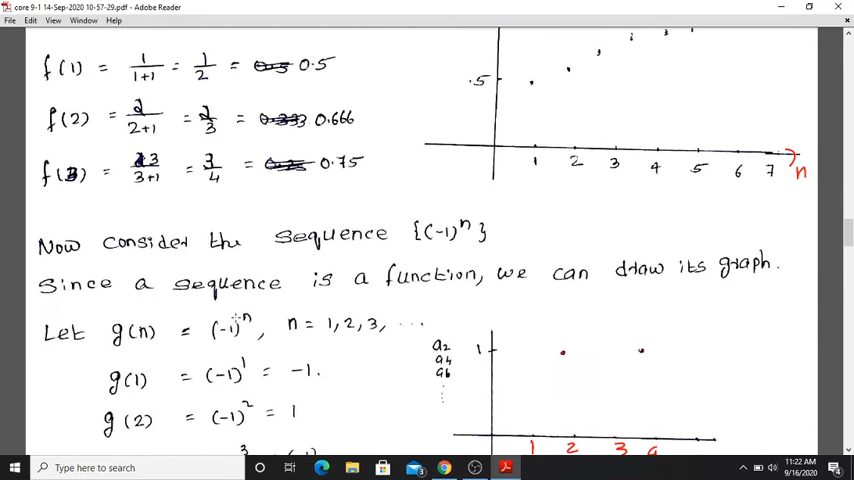 core 9-1 14-Sep-2020 10-57-29.pdf - Adobe Reader
File Edit View Window Help
f(1) = 1/(1+1) = 1/2 = 0.5
f(2) = 2/(2+1) = 2/3 = 0.666
f(3) = 3/(3+1) = 3/4 = 0.75
.5
1 2 3 4 5 6 7 n
Now consider the sequence {(-1)^n}
Since a sequence is a function, we can draw its graph.
Let g(n) = (-1)^n, n = 1, 2, 3, ...
g(1) = (-1)^1 = -1.
g(2) = (-1)^2 = 1
a2
a4
a6
1
1 2 3
Type here to search
11:22 AM
9/16/2020